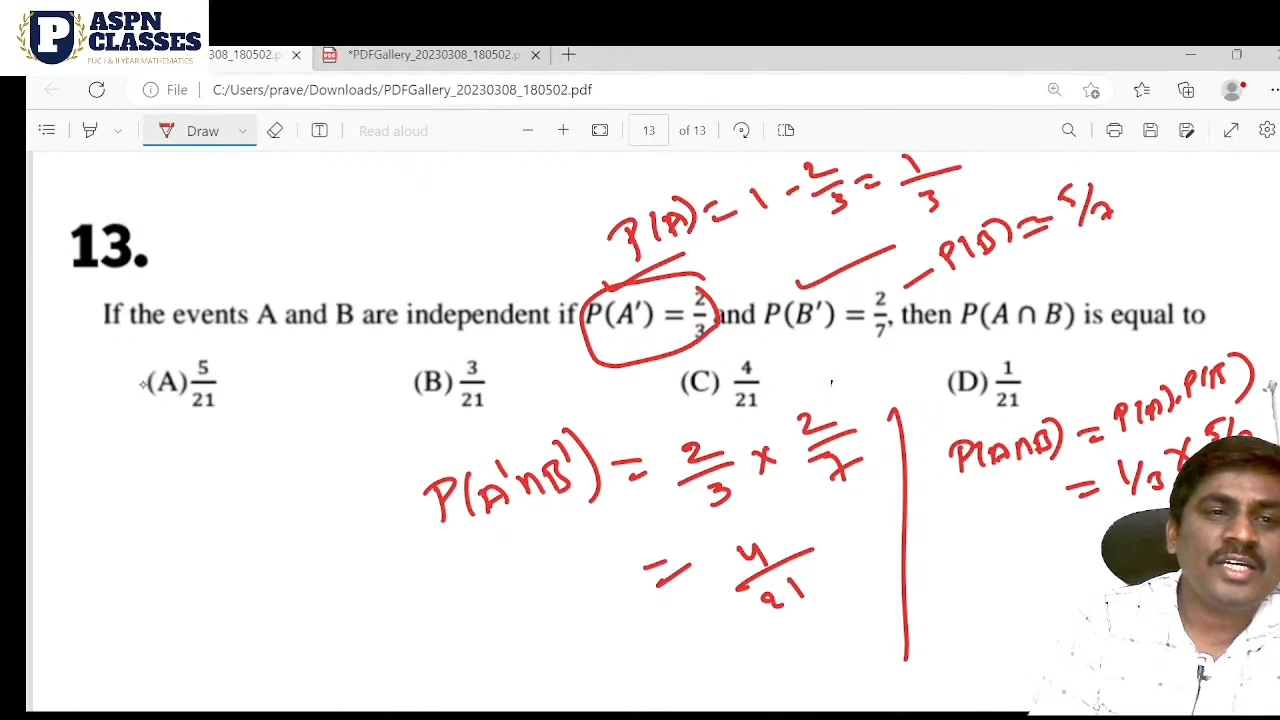 ASPN
CLASSES
PUC I & II YEAR MATHEMATICS
308_180502.p
*PDFGallery_20230308_180502.p
File C:/Users/prave/Downloads/PDFGallery_20230308_180502.pdf
Draw
Read aloud
13 of 13
P(A) = 1 - 2/3 = 1/3
P(B) = 5/7
13.
If the events A and B are independent if P(A′) = 2/3 and P(B′) = 2/7, then P(A ∩ B) is equal to
(A) 5/21 (B) 3/21 (C) 4/21 (D) 1/21
P(A'∩B') = 2/3 × 2/7
= 4/21
P(A∩B) = P(A).P(B)
= 1/3 ×